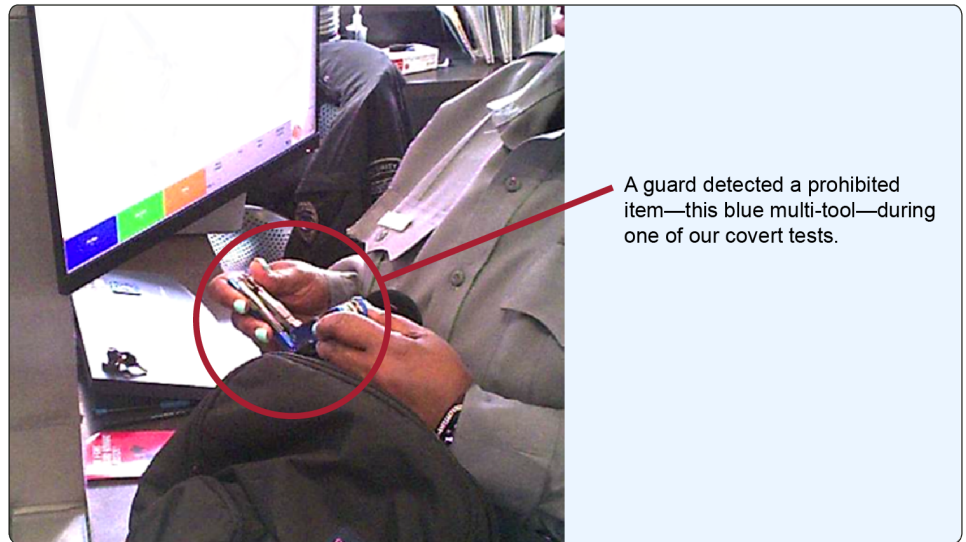 A guard detected a prohibited
item—this blue multi-tool—during
one of our covert tests.